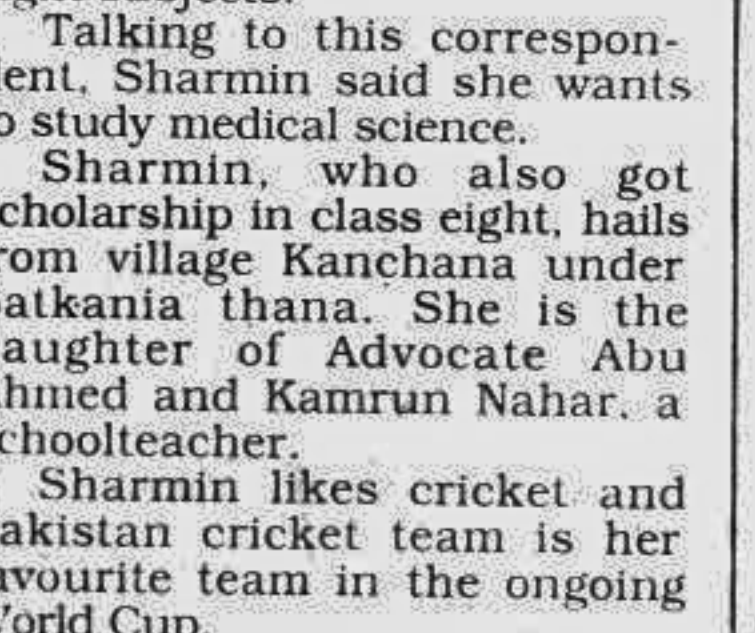 Talking to this correspon-
ent, Sharmin said she wants
o study medical science.
Sharmin, who also got
cholarship in class eight, hails
rom village Kanchana under
atkania thana. She is the
aughter of Advocate Abu
hmed and Kamrun Nahar, a
choolteacher.
Sharmin likes cricket and
akistan cricket team is her
avourite team in the ongoing
orld Cup